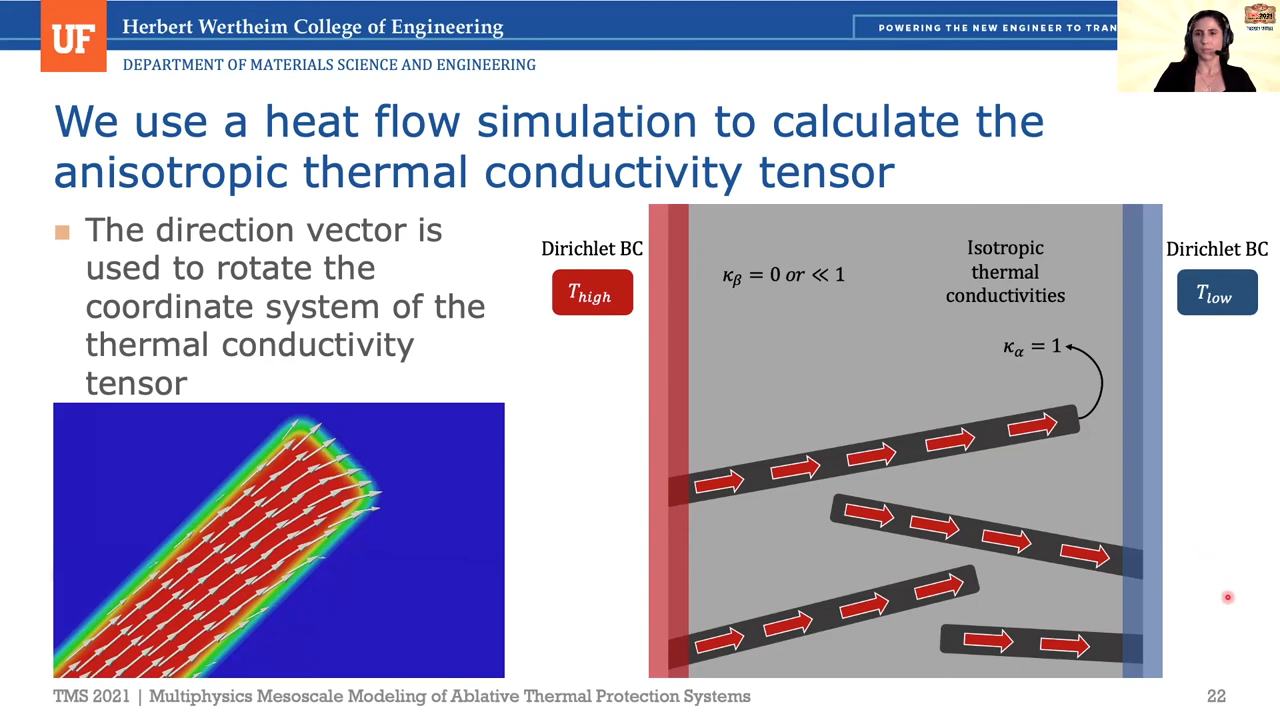 UF
Herbert Wertheim College of Engineering
POWERING THE NEW ENGINEER TO TRAN
TMS2021
DEPARTMENT OF MATERIALS SCIENCE AND ENGINEERING
We use a heat flow simulation to calculate the
anisotropic thermal conductivity tensor
■ The direction vector is
used to rotate the
coordinate system of the
thermal conductivity
tensor
Dirichlet BC
T_high
κ_β = 0 or ≪ 1
Isotropic
thermal
conductivities
κ_α = 1
Dirichlet BC
T_low
TMS 2021 | Multiphysics Mesoscale Modeling of Ablative Thermal Protection Systems
22